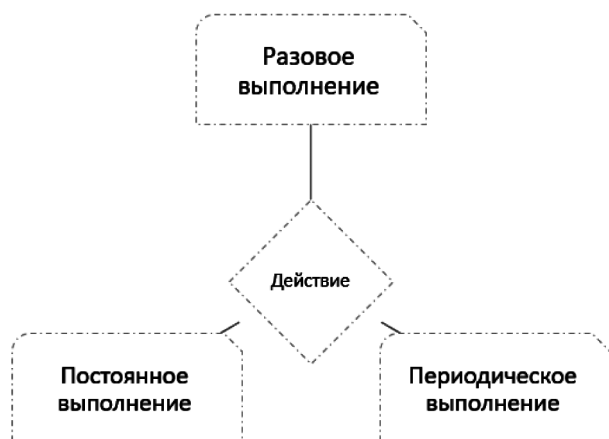 Разовое
выполнение
Действие
Постоянное
выполнение
Периодическое
выполнение